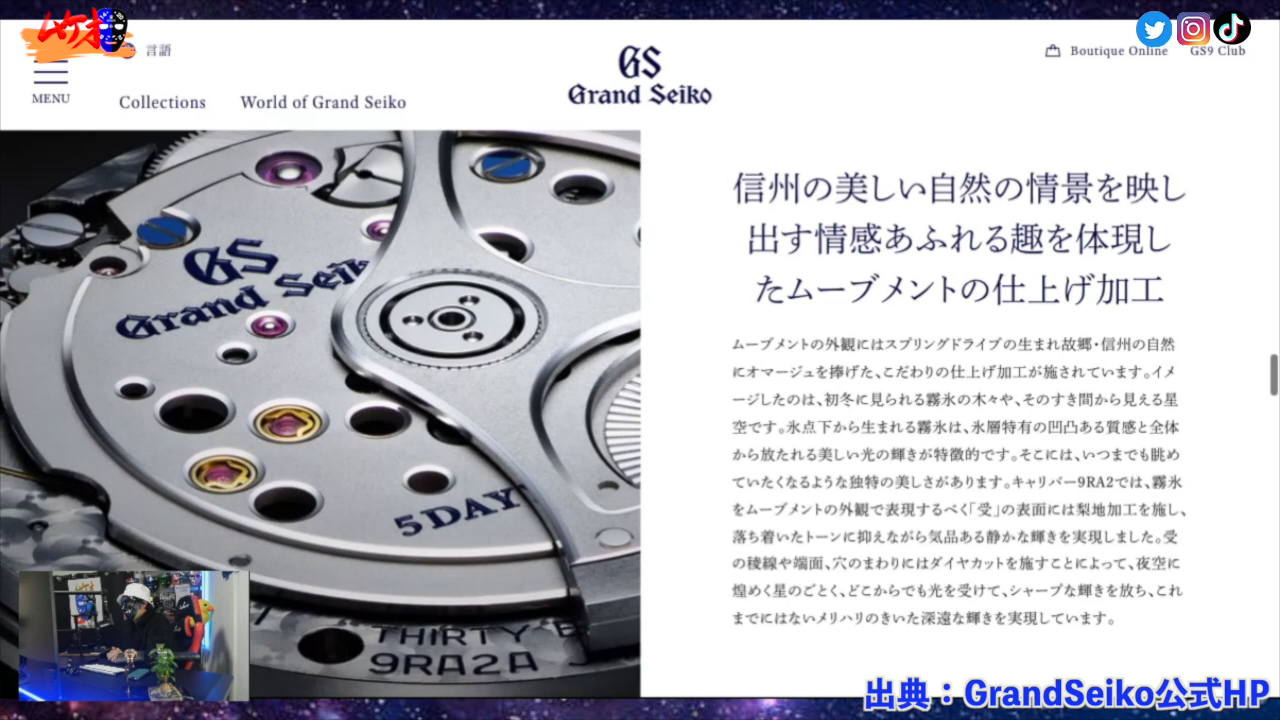 言語
MENU
Collections
World of Grand Seiko
GS
Grand Seiko
Boutique Online
GS9 Club
GS
Grand Seik
5 DAY
THIRTY
9RA2A
信州の美しい自然の情景を映し
出す情感あふれる趣を体現し
たムーブメントの仕上げ加工
ムーブメントの外観にはスプリングドライブの生まれ故郷・信州の自然
にオマージュを捧げた、こだわりの仕上げ加工が施されています。イメ
ージしたのは、初冬に見られる霧氷の木々や、そのすき間から見える星
空です。氷点下から生まれる霧氷は、氷層特有の凹凸ある質感と全体
から放たれる美しい光の輝きが特徴的です。そこには、いつまでも眺め
ていたくなるような独特の美しさがあります。キャリバー9RA2では、霧氷
をムーブメントの外観で表現するべく「受」の表面には梨地加工を施し、
落ち着いたトーンに抑えながら気品ある静かな輝きを実現しました。受
の稜線や端面、穴のまわりにはダイヤカットを施すことによって、夜空に
煌めく星のごとく、どこからでも光を受けて、シャープな輝きを放ち、これ
までにはないメリハリのきいた深遠な輝きを実現しています。
出典：GrandSeiko公式HP